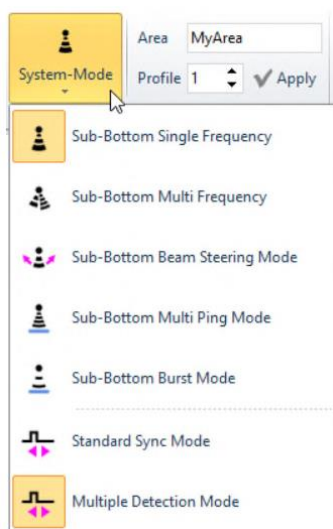 Area MyArea
System-Mode
Profile 1 Apply
Sub-Bottom Single Frequency
Sub-Bottom Multi Frequency
Sub-Bottom Beam Steering Mode
Sub-Bottom Multi Ping Mode
Sub-Bottom Burst Mode
Standard Sync Mode
Multiple Detection Mode